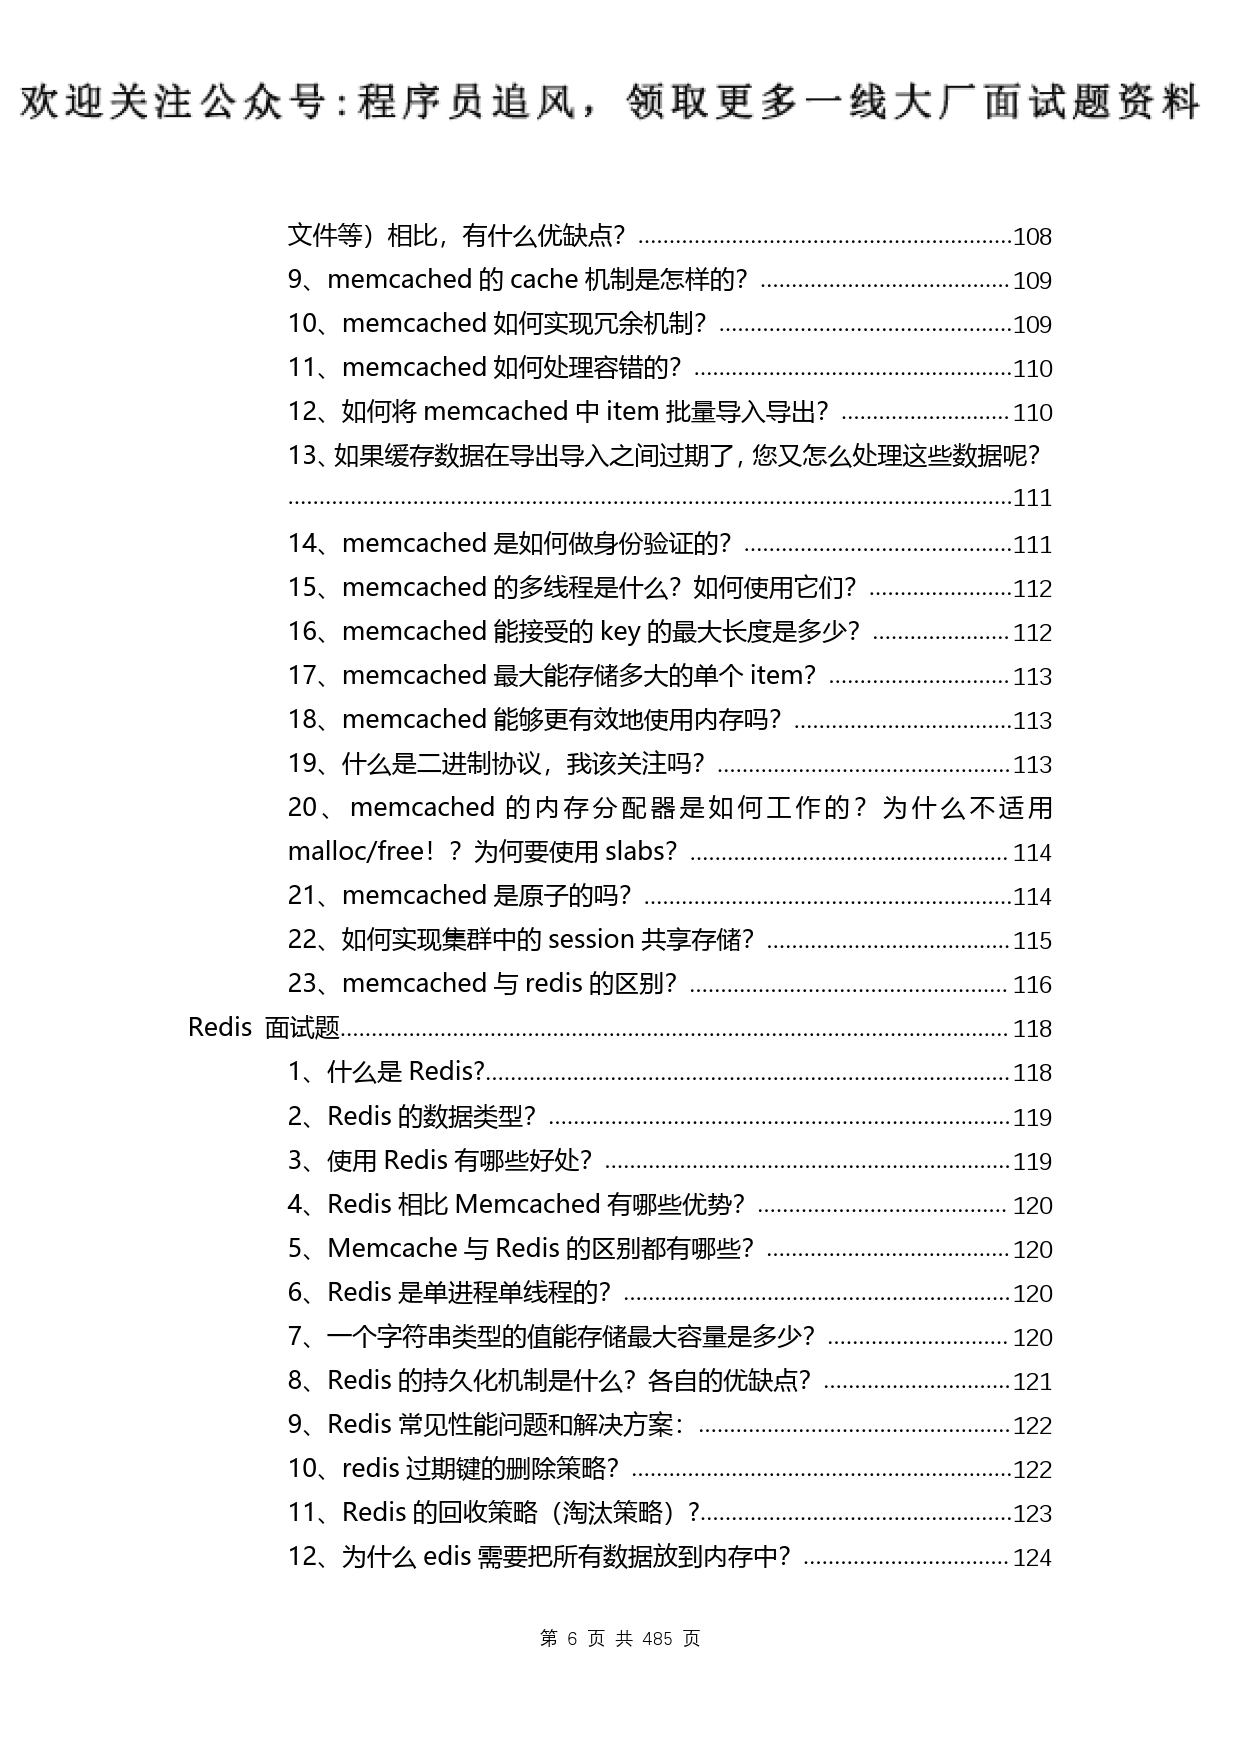 欢迎关注公众号:程序员追风，领取更多一线大厂面试题资料
文件等）相比，有什么优缺点？ ............................................................108
9、memcached 的 cache 机制是怎样的？ ........................................109
10、memcached 如何实现冗余机制？ ...............................................109
11、memcached 如何处理容错的？ ...................................................110
12、如何将 memcached 中 item 批量导入导出？ ...........................110
13、如果缓存数据在导出导入之间过期了，您又怎么处理这些数据呢？
.....................................................................................................................111
14、memcached 是如何做身份验证的？ ...........................................111
15、memcached 的多线程是什么？如何使用它们？ .......................112
16、memcached 能接受的 key 的最大长度是多少？ ......................112
17、memcached 最大能存储多大的单个 item？ .............................113
18、memcached 能够更有效地使用内存吗？ ...................................113
19、什么是二进制协议，我该关注吗？ ...............................................113
20、memcached 的内存分配器是如何工作的？为什么不适用
malloc/free！？为何要使用 slabs？ ...................................................114
21、memcached 是原子的吗？ ...........................................................114
22、如何实现集群中的 session 共享存储？ .......................................115
23、memcached 与 redis 的区别？ ...................................................116
Redis 面试题............................................................................................................118
1、什么是 Redis?....................................................................................118
2、Redis 的数据类型？ ..........................................................................119
3、使用 Redis 有哪些好处？ .................................................................119
4、Redis 相比 Memcached 有哪些优势？ ........................................120
5、Memcache 与 Redis 的区别都有哪些？ .......................................120
6、Redis 是单进程单线程的？ ..............................................................120
7、一个字符串类型的值能存储最大容量是多少？ .............................120
8、Redis 的持久化机制是什么？各自的优缺点？ ..............................121
9、Redis 常见性能问题和解决方案： ..................................................122
10、redis 过期键的删除策略？ .............................................................122
11、Redis 的回收策略（淘汰策略）?..................................................123
12、为什么 edis 需要把所有数据放到内存中？ .................................124
第 6 页 共 485 页